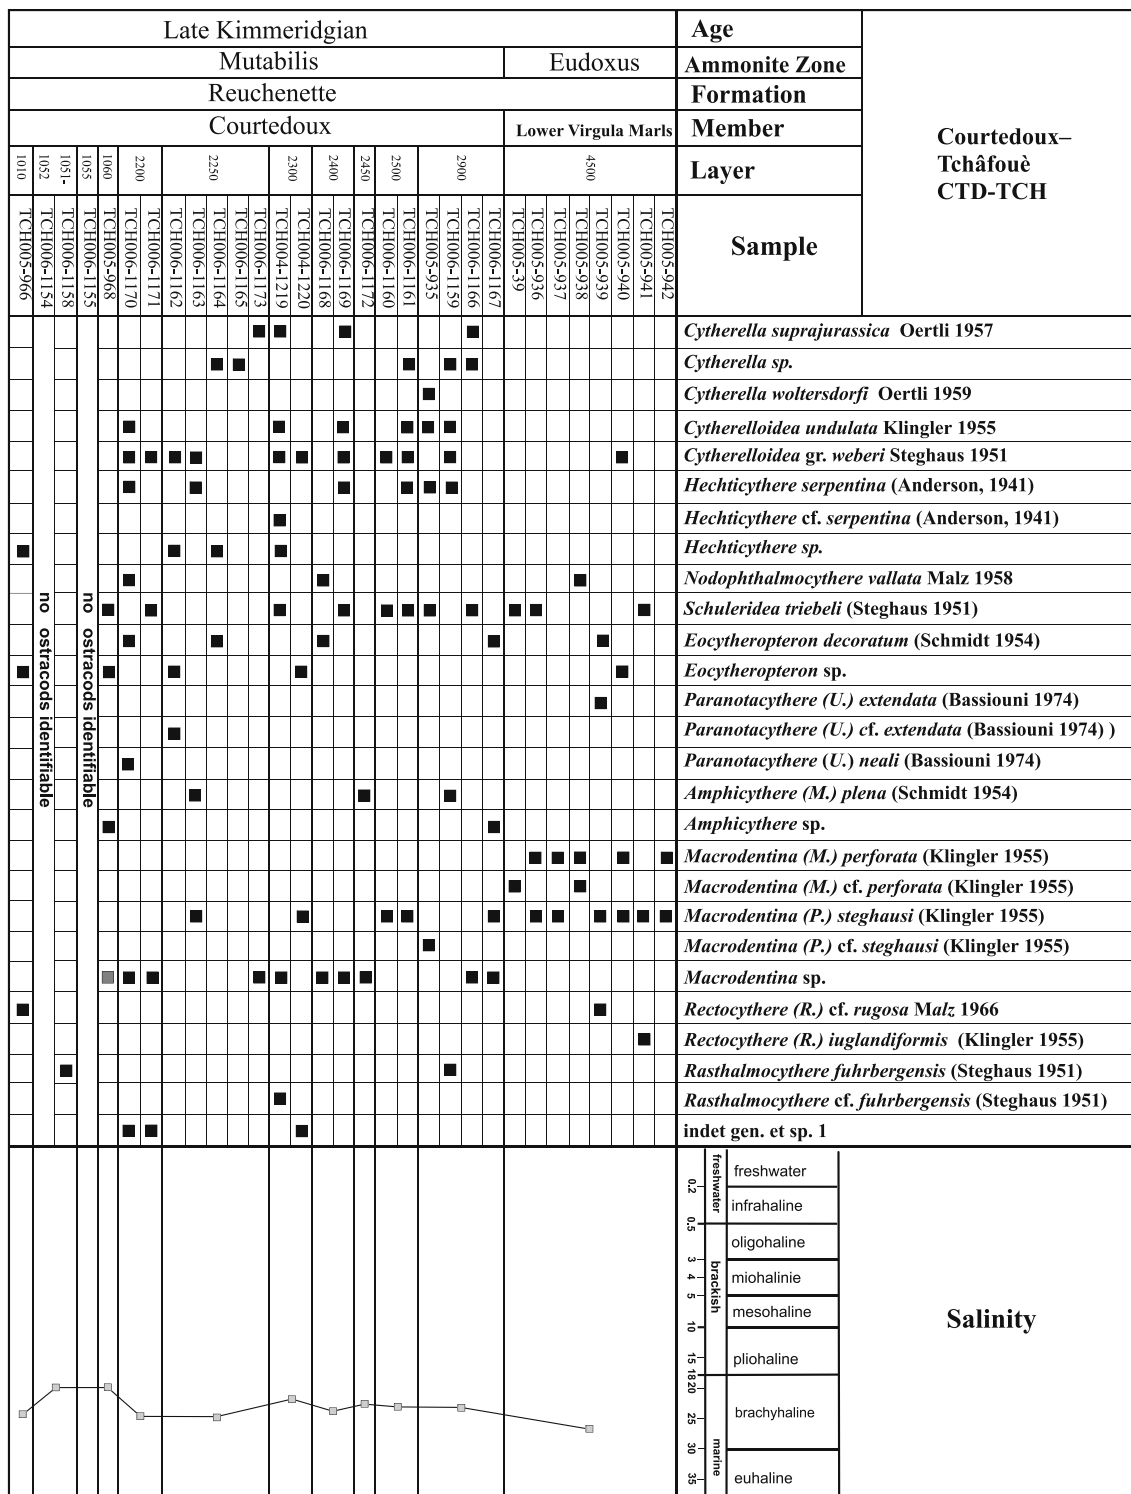 Late Kimmeridgian
Age
Mutabilis
Eudoxus
Ammonite Zone
Reuchenette
Formation
Courtedoux
Lower Virgula Marls
Member
Courtedoux–
Tchâfouè
CTD-TCH
1010
1052
1051-
1055
1060
2200
2250
2300
2400
2450
2500
2900
4500
Layer
TCH005-966
TCH006-1154
TCH006-1158
TCH006-1155
TCH005-968
TCH006-1170
TCH006-1171
TCH006-1162
TCH006-1163
TCH006-1164
TCH006-1165
TCH006-1173
TCH004-1219
TCH004-1220
TCH006-1168
TCH006-1169
TCH006-1172
TCH006-1160
TCH006-1161
TCH005-935
TCH006-1159
TCH006-1166
TCH006-1167
TCH005-39
TCH005-936
TCH005-937
TCH005-938
TCH005-939
TCH005-940
TCH005-941
TCH005-942
Sample
Cytherella suprajurassica Oertli 1957
Cytherella sp.
Cytherella woltersdorfi Oertli 1959
Cytherelloidea undulata Klingler 1955
Cytherelloidea gr. weberi Steghaus 1951
Hechticythere serpentina (Anderson, 1941)
Hechticythere cf. serpentina (Anderson, 1941)
Hechticythere sp.
Nodophthalmocythere vallata Malz 1958
Schuleridea triebeli (Steghaus 1951)
Eocytheropteron decoratum (Schmidt 1954)
Eocytheropteron sp.
Paranotacythere (U.) extendata (Bassiouni 1974)
Paranotacythere (U.) cf. extendata (Bassiouni 1974) )
Paranotacythere (U.) neali (Bassiouni 1974)
Amphicythere (M.) plena (Schmidt 1954)
Amphicythere sp.
Macrodentina (M.) perforata (Klingler 1955)
Macrodentina (M.) cf. perforata (Klingler 1955)
Macrodentina (P.) steghausi (Klingler 1955)
Macrodentina (P.) cf. steghausi (Klingler 1955)
Macrodentina sp.
Rectocythere (R.) cf. rugosa Malz 1966
Rectocythere (R.) iuglandiformis (Klingler 1955)
Rasthalmocythere fuhrbergensis (Steghaus 1951)
Rasthalmocythere cf. fuhrbergensis (Steghaus 1951)
indet gen. et sp. 1
no ostracods identifiable
no ostracods identifiable
0.2
0.5
3
4
5
10
15
18
20
25
30
35
freshwater
brackish
marine
freshwater
infrahaline
oligohaline
miohalinie
mesohaline
pliohaline
brachyhaline
euhaline
Salinity